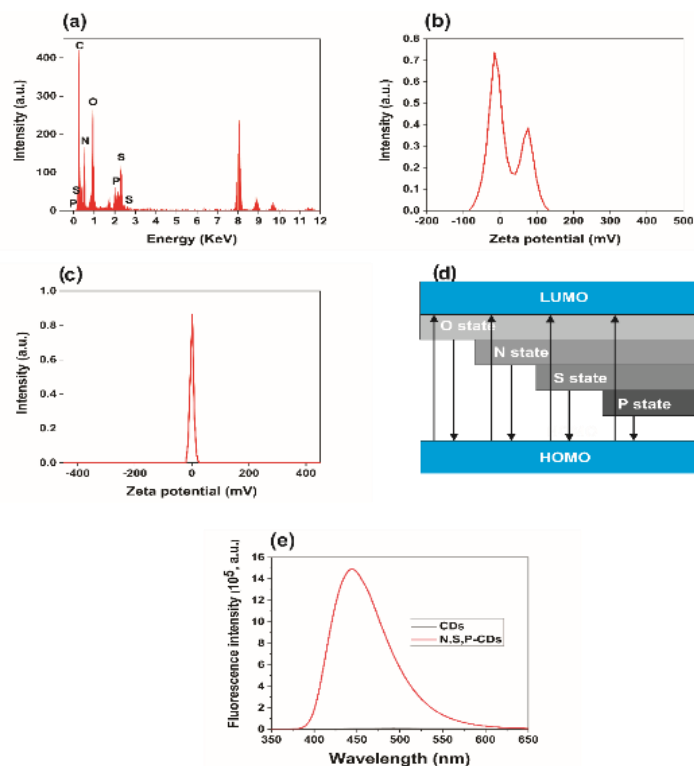 (a)
C
O
N
S
P
P
S
S
400
300
200
100
0
Intensity (a.u.)
0 1 2 3 4 5 6 7 8 9 10 11 12
Energy (KeV)
(b)
0.8
0.7
0.6
0.5
0.4
0.3
0.2
0.1
0.0
Intensity (a.u.)
-200 -100 0 100 200 300 400 500
Zeta potential (mV)
(c)
1.0
0.8
0.6
0.4
0.2
0.0
Intensity (a.u.)
-400 -200 0 200 400
Zeta potential (mV)
(d)
LUMO
O state
N state
S state
P state
HOMO
(e)
16
14
12
10
8
6
4
2
0
Fluorescence intensity (10⁵, a.u.)
CDs
N,S,P-CDs
350 400 450 500 550 600 650
Wavelength (nm)